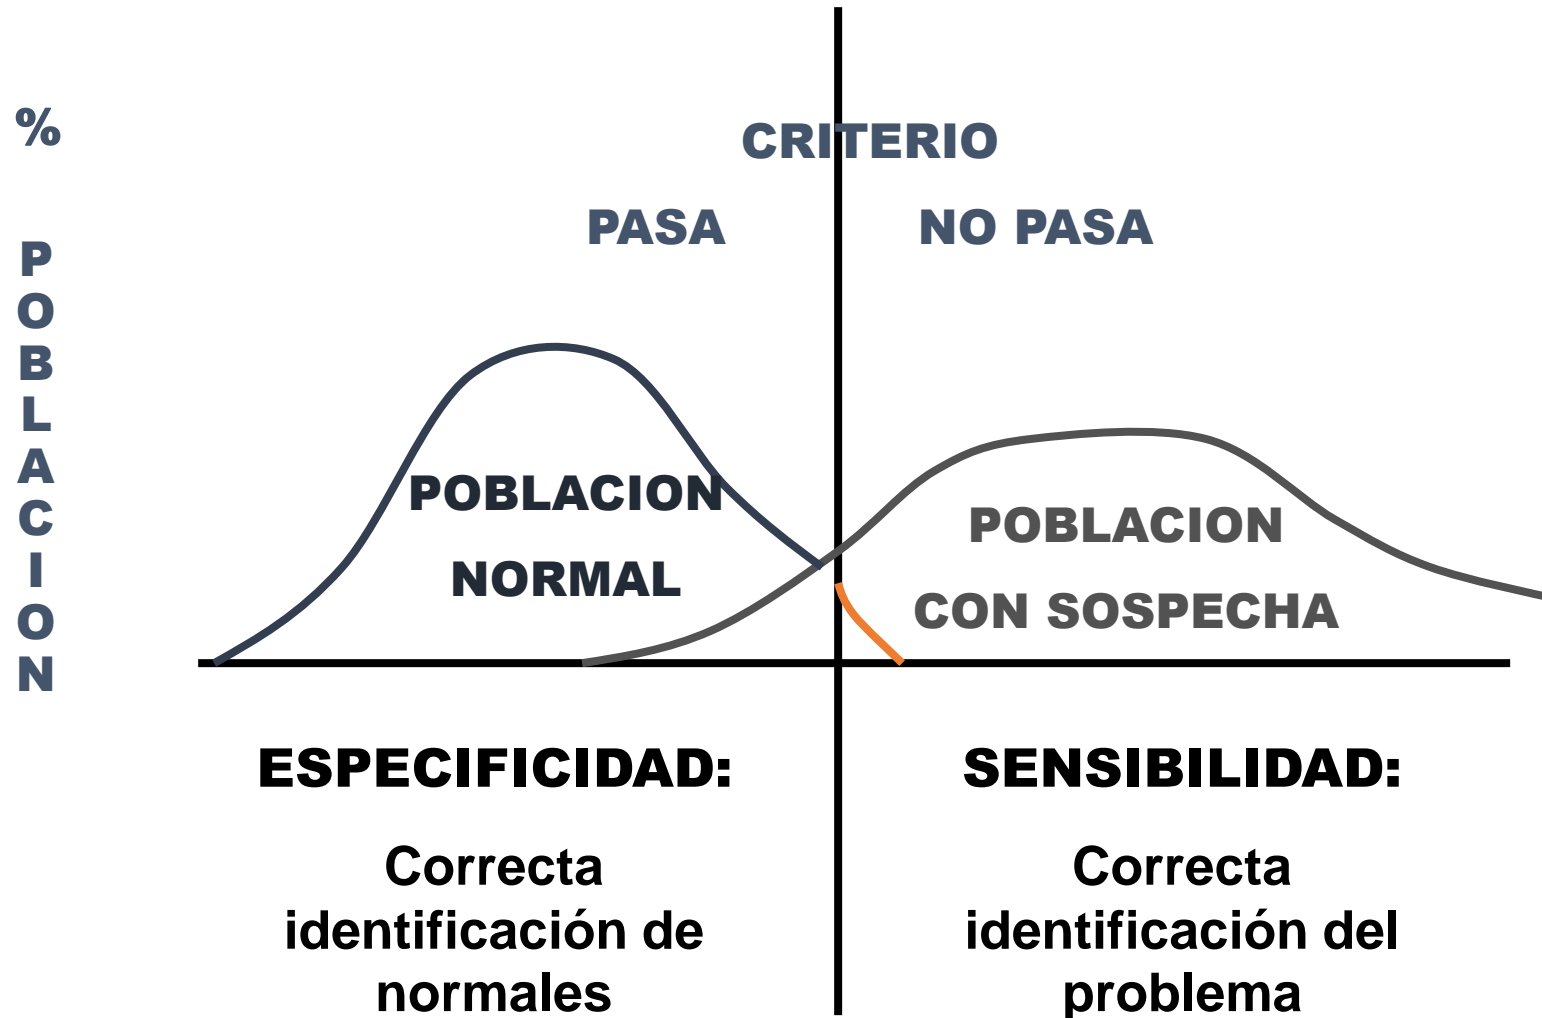 %
POBLACION
CRITERIO
PASA
NO PASA
POBLACION
NORMAL
POBLACION
CON SOSPECHA
ESPECIFICIDAD:
Correcta
identificación de
normales
SENSIBILIDAD:
Correcta
identificación del
problema